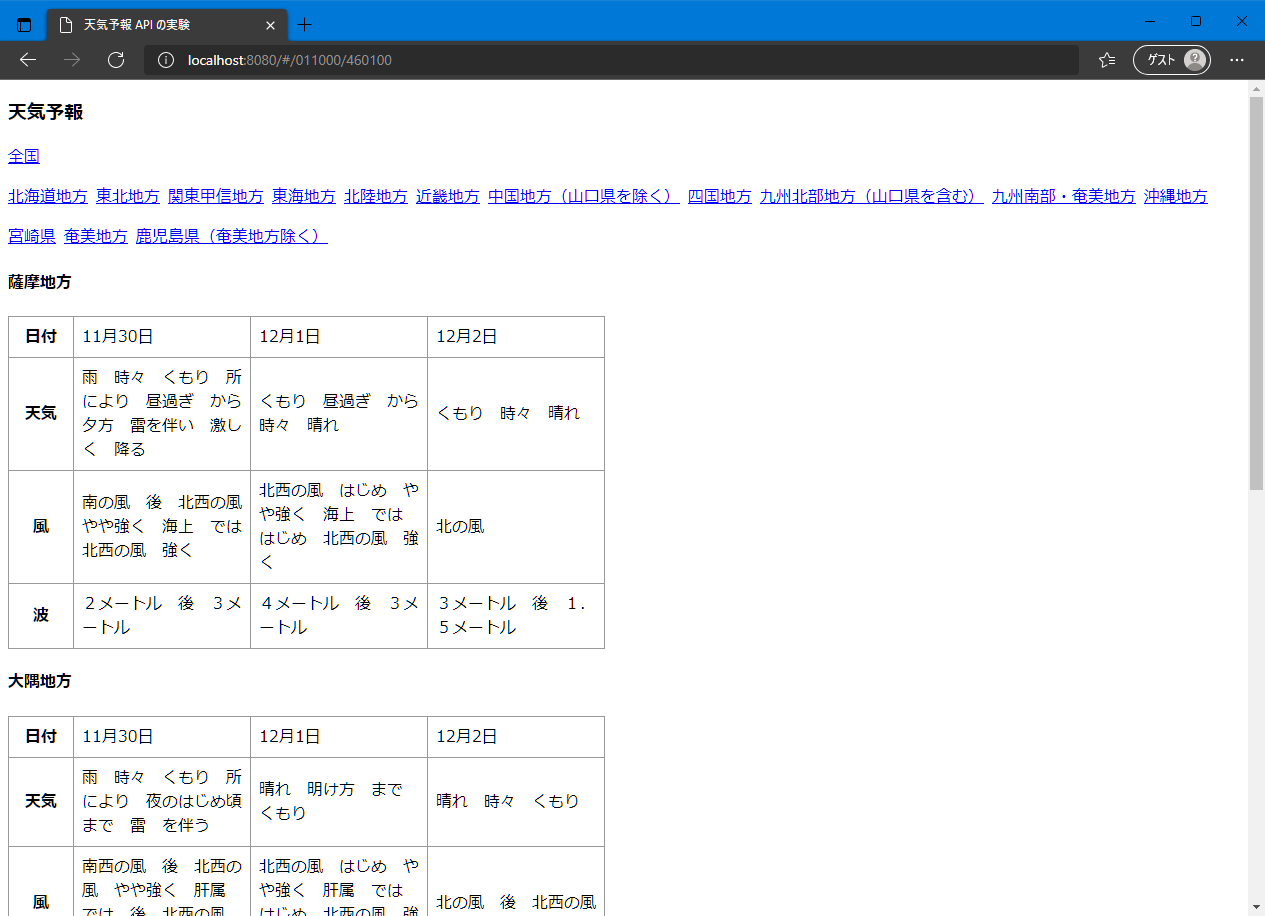 天気予報 API の実験
localhost:8080/#/011000/460100
ゲスト
天気予報
全国
北海道地方 東北地方 関東甲信地方 東海地方 北陸地方 近畿地方 中国地方（山口県を除く） 四国地方 九州北部地方（山口県を含む） 九州南部・奄美地方 沖縄地方
宮崎県 奄美地方 鹿児島県（奄美地方除く）
薩摩地方
日付 11月30日 12月1日 12月2日
天気
雨　時々　くもり　所
により　昼過ぎ　から
夕方　雷を伴い　激し
く　降る
くもり　昼過ぎ　から
時々　晴れ
くもり　時々　晴れ
風
南の風　後　北西の風
やや強く　海上　では
北西の風　強く
北西の風　はじめ　や
や強く　海上　では
はじめ　北西の風　強
く
北の風
波
２メートル　後　３メ
ートル
４メートル　後　３メ
ートル
３メートル　後　１．
５メートル
大隅地方
日付 11月30日 12月1日 12月2日
天気
雨　時々　くもり　所
により　夜のはじめ頃
まで　雷　を伴う
晴れ　明け方　まで
くもり
晴れ　時々　くもり
風
南西の風　後　北西の
風　やや強く　肝属
では　後　北西の風
北西の風　はじめ　や
や強く　肝属　では
はじめ　北西の風　強
北の風　後　北西の風